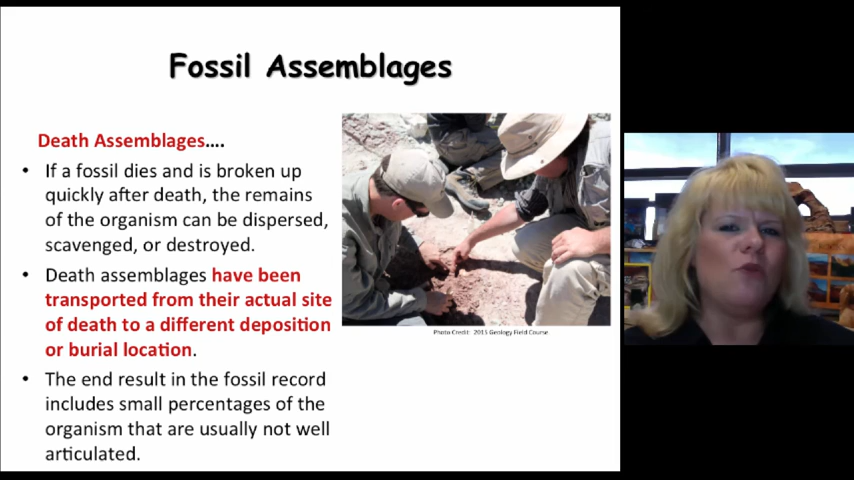 Fossil Assemblages
Death Assemblages....
• If a fossil dies and is broken up
quickly after death, the remains
of the organism can be dispersed,
scavenged, or destroyed.
• Death assemblages have been
transported from their actual site
of death to a different deposition
or burial location.
• The end result in the fossil record
includes small percentages of the
organism that are usually not well
articulated.
Photo Credit: 2015 Geology Field Course